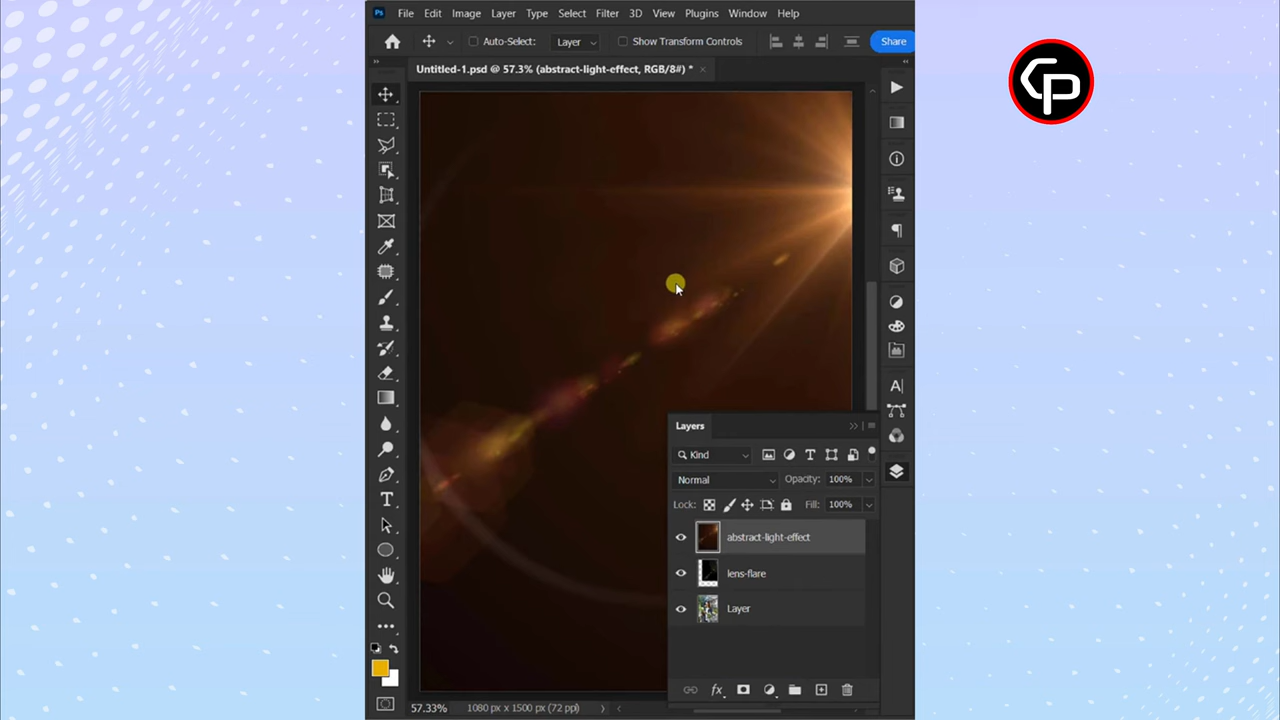 Ps File Edit Image Layer Type Select Filter 3D View Plugins Window Help
Auto-Select: Layer Show Transform Controls Share
Untitled-1.psd @ 57.3% (abstract-light-effect, RGB/8#) * ×
CP
Layers
Kind
Normal Opacity: 100%
Lock: Fill: 100%
abstract-light-effect
lens-flare
Layer
fx
57.33% 1080 px x 1500 px (72 ppi)